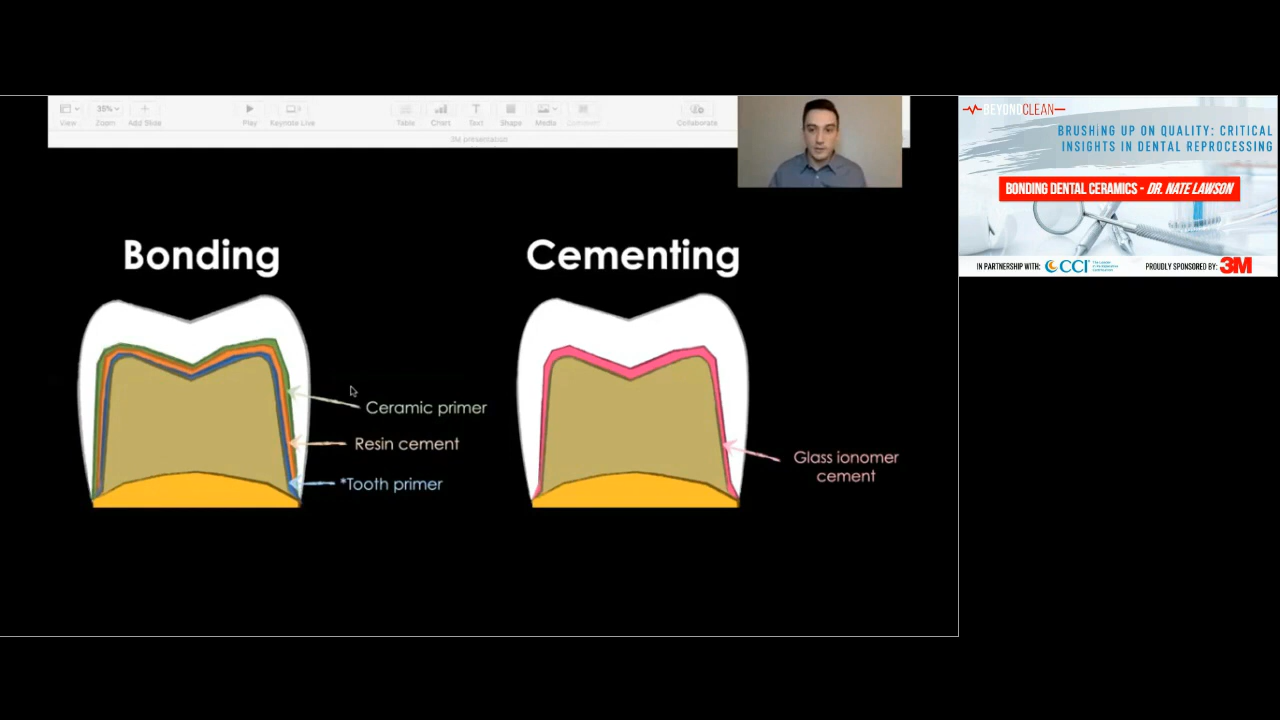 35%
View
Zoom
Add Slide
Play
Keynote Live
Table
Chart
Text
Shape
Media
Comment
Collaborate
3M presentation
Bonding
Cementing
Ceramic primer
Resin cement
*Tooth primer
Glass ionomer
cement
BEYONDCLEAN
BRUSHING UP ON QUALITY: CRITICAL
INSIGHTS IN DENTAL REPROCESSING
BONDING DENTAL CERAMICS - DR. NATE LAWSON
IN PARTNERSHIP WITH:
CCI
PROUDLY SPONSORED BY:
3M